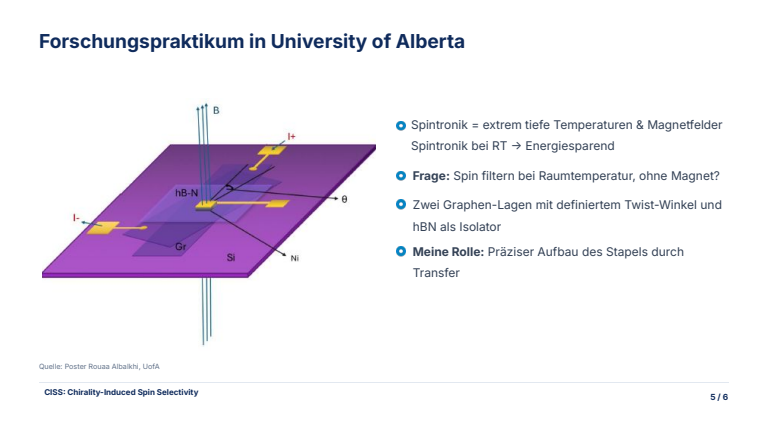 Forschungspraktikum in University of Alberta
B
I+
hB-N
θ
I-
Gr
Si
Ni
Spintronik = extrem tiefe Temperaturen & Magnetfelder
Spintronik bei RT → Energiesparend
Frage: Spin filtern bei Raumtemperatur, ohne Magnet?
Zwei Graphen-Lagen mit definiertem Twist-Winkel und
hBN als Isolator
Meine Rolle: Präziser Aufbau des Stapels durch
Transfer
Quelle: Poster Rouaa Albalkhi, UofA
CISS: Chirality-Induced Spin Selectivity
5 / 6